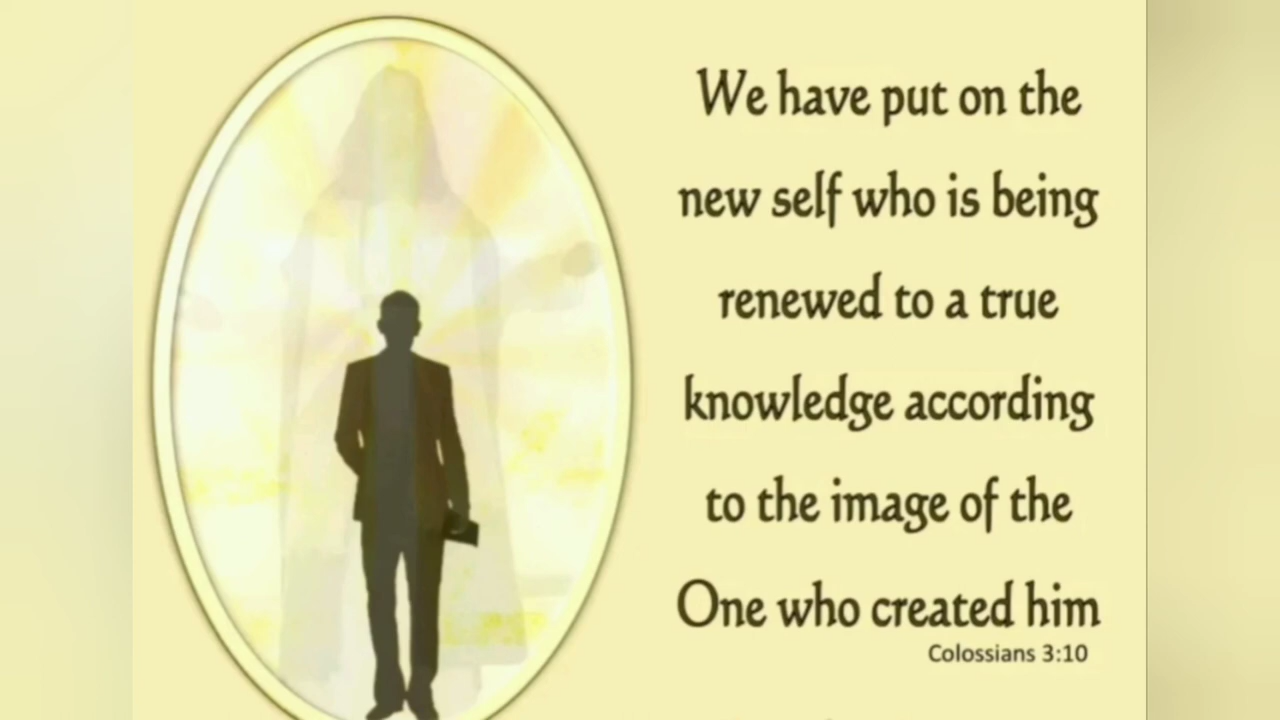 We have put on the
new self who is being
renewed to a true
knowledge according
to the image of the
One who created him
Colossians 3:10